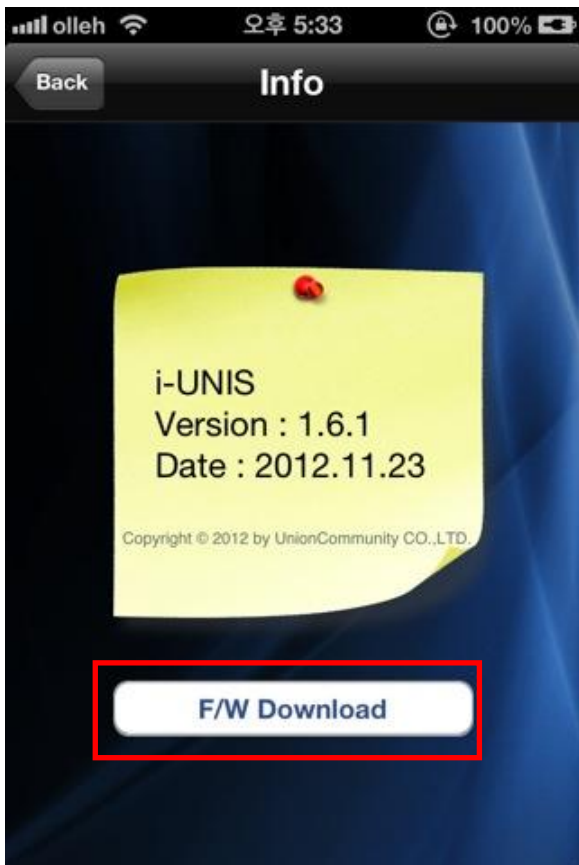 olleh 오후 5:33 100%
Back Info
i-UNIS
Version : 1.6.1
Date : 2012.11.23
Copyright © 2012 by UnionCommunity CO.,LTD.
F/W Download